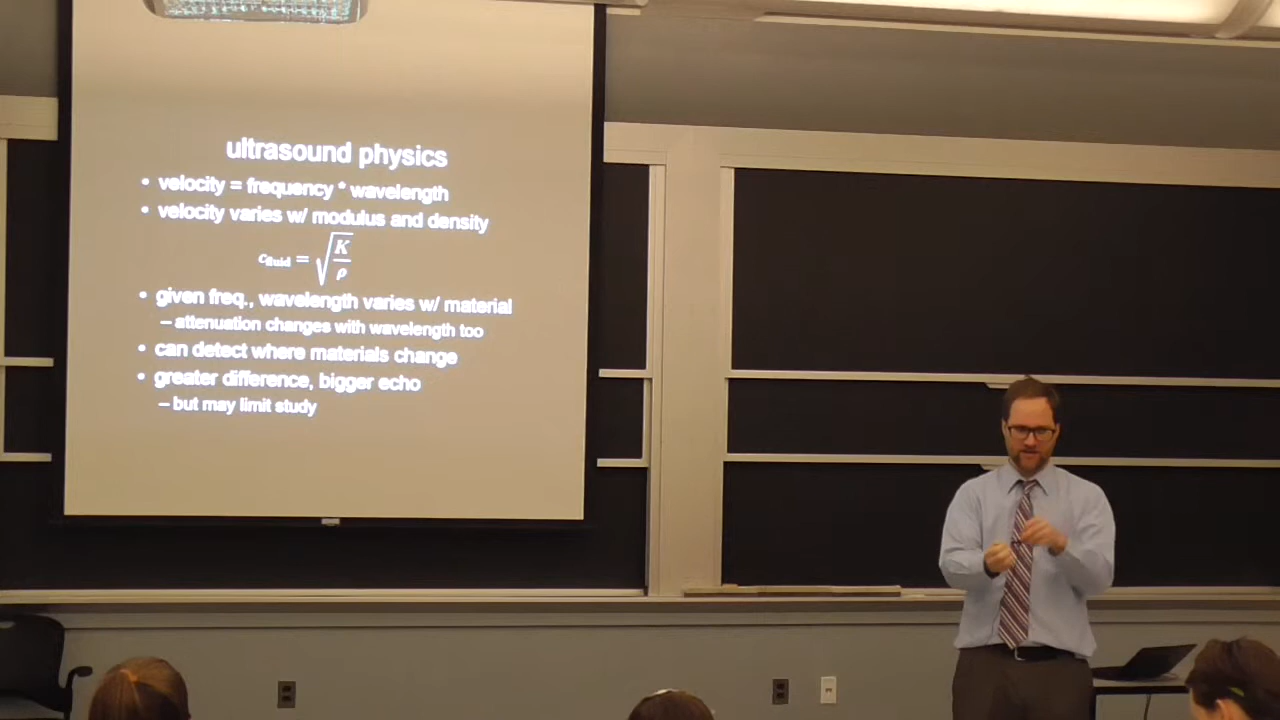 ultrasound physics
• velocity = frequency * wavelength
• velocity varies w/ modulus and density
c_fluid = √(K/ρ)
• given freq., wavelength varies w/ material
– attenuation changes with wavelength too
• can detect where materials change
• greater difference, bigger echo
– but may limit study